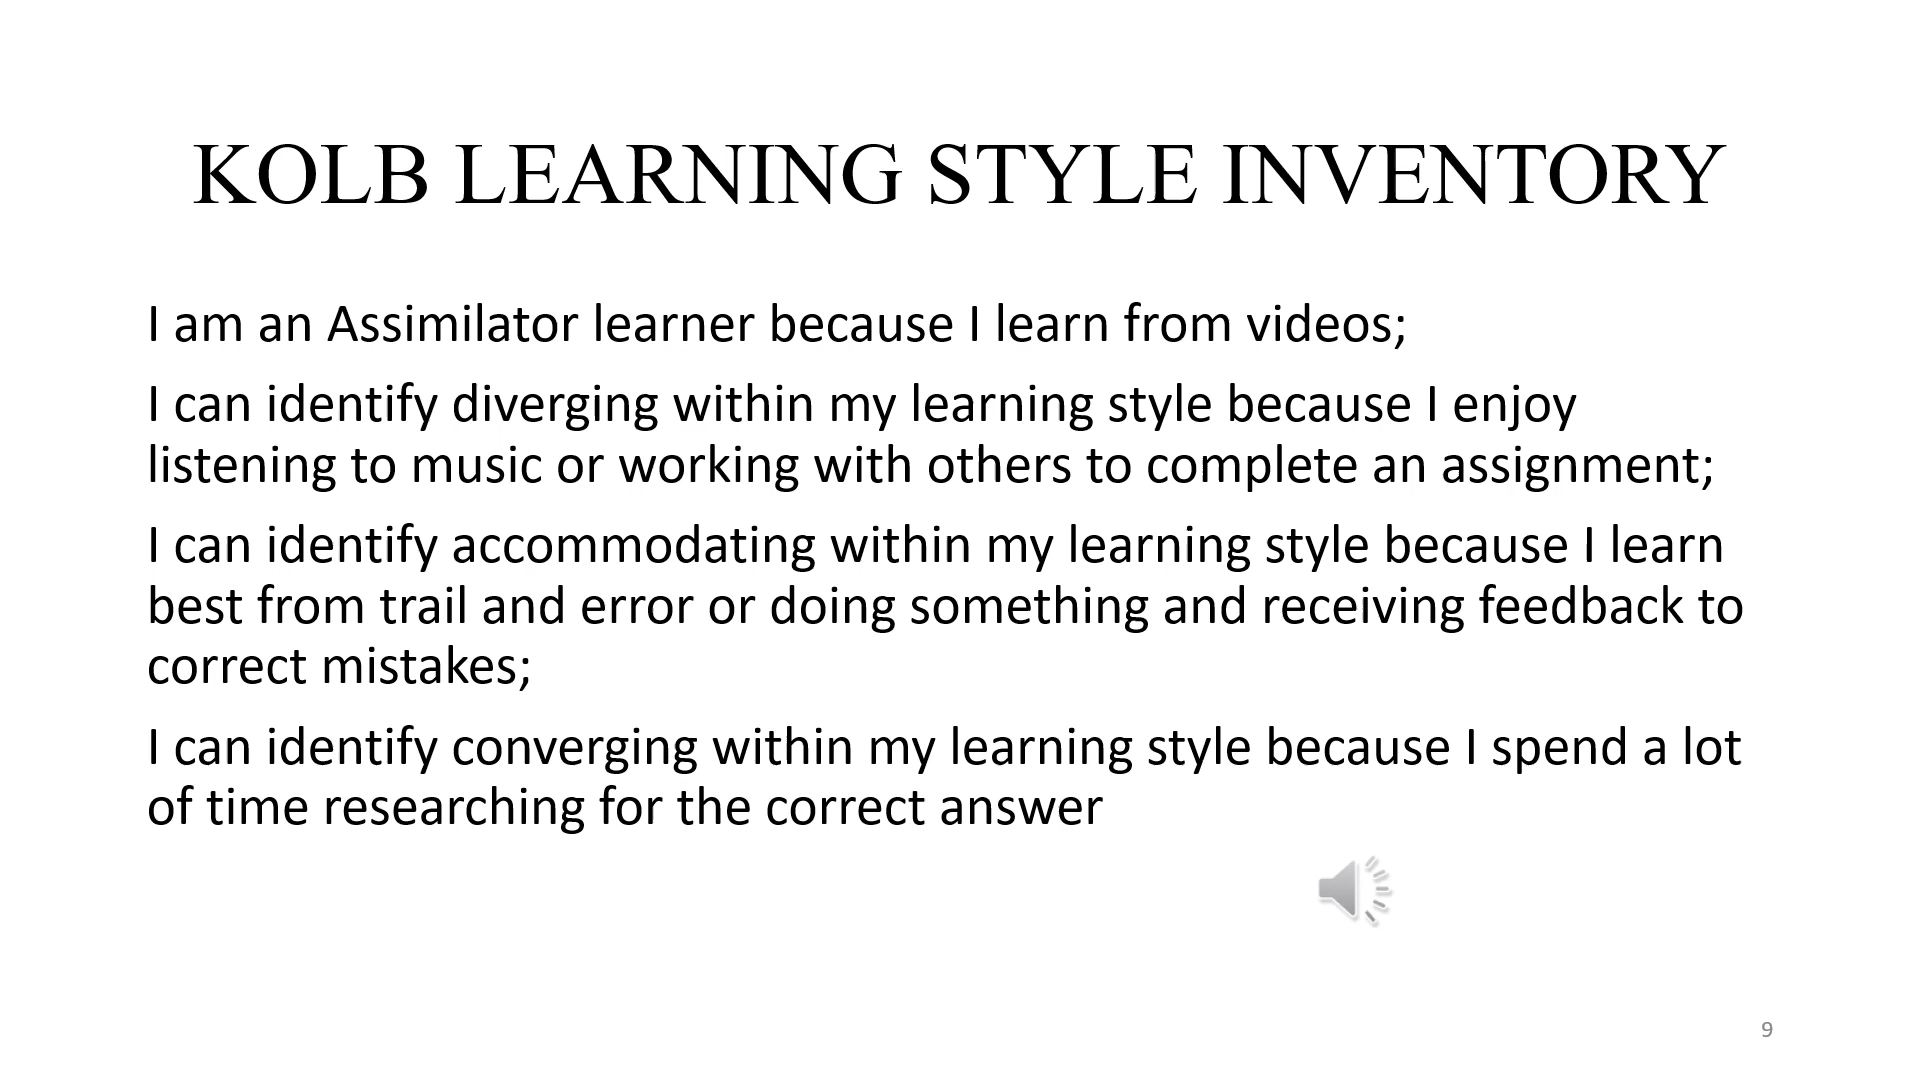 KOLB LEARNING STYLE INVENTORY
I am an Assimilator learner because I learn from videos;
I can identify diverging within my learning style because I enjoy
listening to music or working with others to complete an assignment;
I can identify accommodating within my learning style because I learn
best from trail and error or doing something and receiving feedback to
correct mistakes;
I can identify converging within my learning style because I spend a lot
of time researching for the correct answer
9